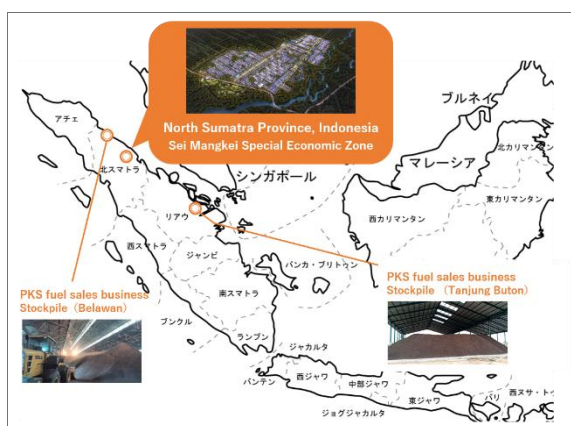 North Sumatra Province, Indonesia
Sei Mangkei Special Economic Zone
ブルネイ
アチェ
北スマトラ
マレーシア
北カリマンタン
シンガポール
東カリマンタン
リアウ
西カリマンタン
西スマトラ
ジャンビ
バンカ・ブリトゥン
PKS fuel sales business
Stockpile（Belawan）
PKS fuel sales business
Stockpile （Tanjung Buton）
南スマトラ
ブンクル
ランプン
ジャカルタ
バンテン
西ジャワ
中部ジャワ
東ジャワ
ジョグジャカルタ
バリ
西ヌサ・トゥ